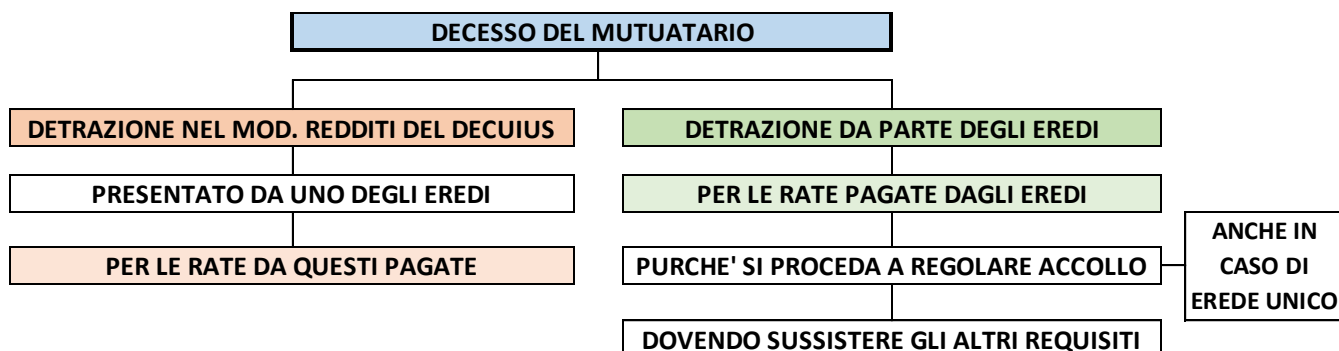 DECESSO DEL MUTUATARIO
DETRAZIONE NEL MOD. REDDITI DEL DECUIUS
PRESENTATO DA UNO DEGLI EREDI
PER LE RATE DA QUESTI PAGATE
DETRAZIONE DA PARTE DEGLI EREDI
PER LE RATE PAGATE DAGLI EREDI
PURCHE' SI PROCEDA A REGOLARE ACCOLLO
ANCHE IN
CASO DI
EREDE UNICO
DOVENDO SUSSISTERE GLI ALTRI REQUISITI